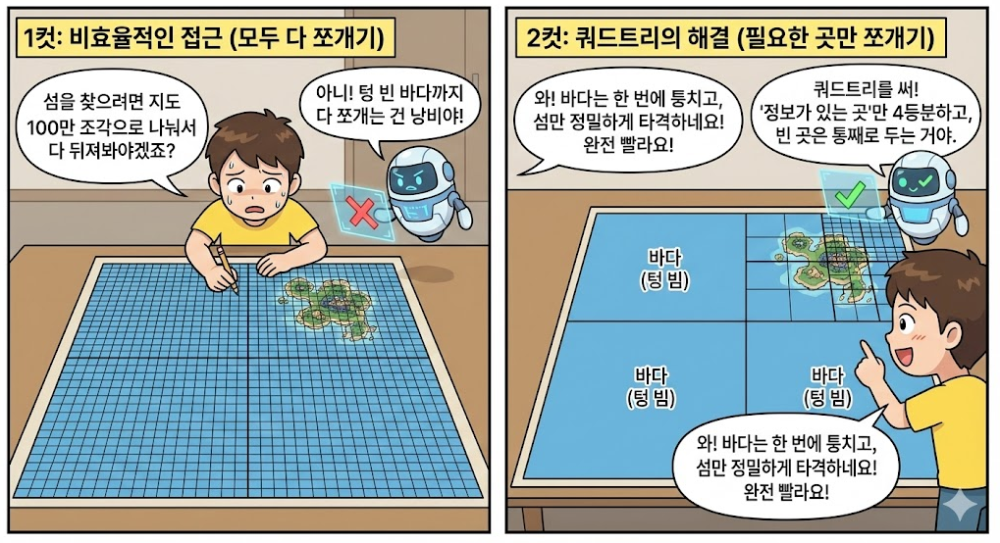 1컷: 비효율적인 접근 (모두 다 쪼개기)
섬을 찾으려면 지도
100만 조각으로 나눠서
다 뒤져봐야겠죠?
아니! 텅 빈 바다까지
다 쪼개는 건 낭비야!
2컷: 쿼드트리의 해결 (필요한 곳만 쪼개기)
와! 바다는 한 번에 퉁치고,
섬만 정밀하게 타격하네요!
완전 빨라요!
쿼드트리를 써!
'정보가 있는 곳'만 4등분하고,
빈 곳은 통째로 두는 거야.
바다
(텅 빔)
바다
(텅 빔)
바다
(텅 빔)
와! 바다는 한 번에 퉁치고,
섬만 정밀하게 타격하네요!
완전 빨라요!